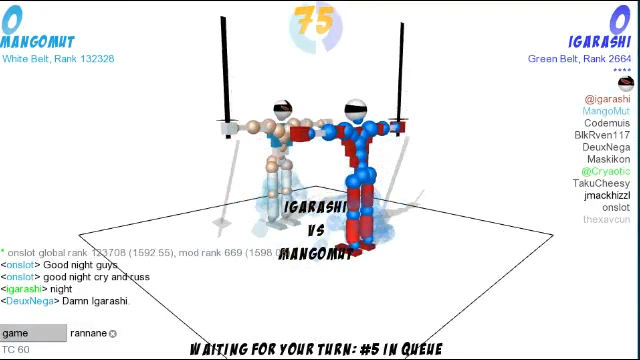 0
MANGOMUT
White Belt, Rank 132328
75
0
IGARASHI
Green Belt, Rank 2664
****
@igarashi
MangoMut
Codemuis
BlkRven117
DeuxNega
Maskikon
@Cryaotic
TakuCheesy
jmackhizzl
onslot
thexavcun
IGARASHI
VS
MANGOMUT
* onslot global rank 123708 (1592.55), mod rank 669 (1598.0
<onslot> Good night guys
<onslot> good night cry and russ
<igarashi> night
<DeuxNega> Damn Igarashi.
game
rannane
TC 60
WAITING FOR YOUR TURN: #5 IN QUEUE